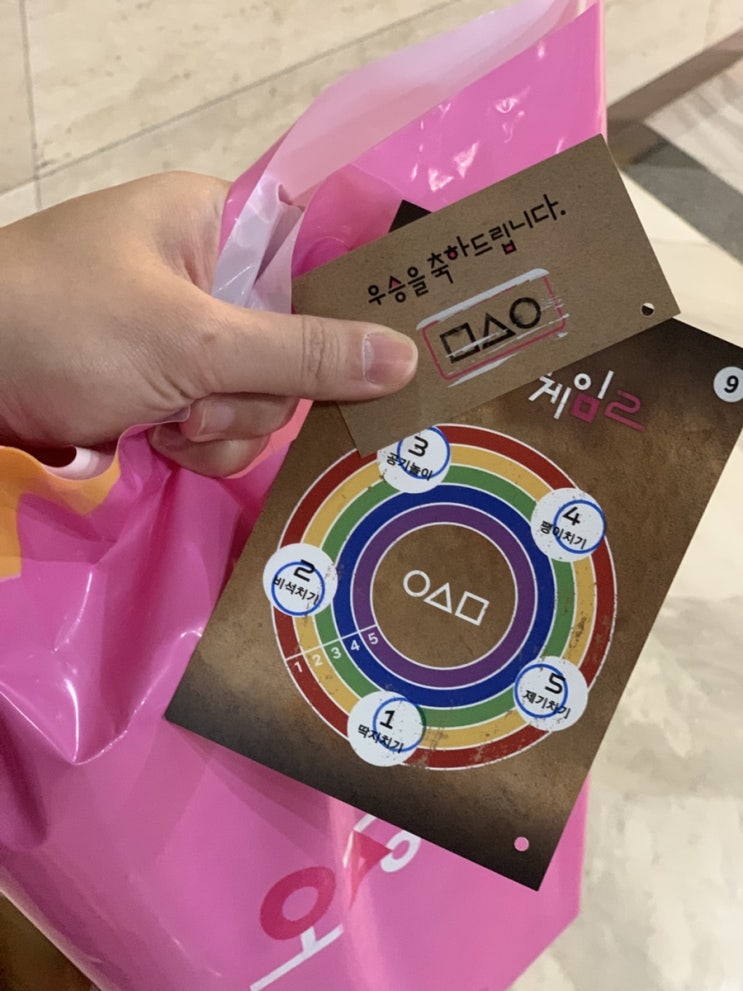 우승을 축하드립니다.
□△○
게임2
9
3
공기놀이
4
팽이치기
2
비석치기
○△□
1 2 3 4 5
5
제기차기
1
딱지치기
오